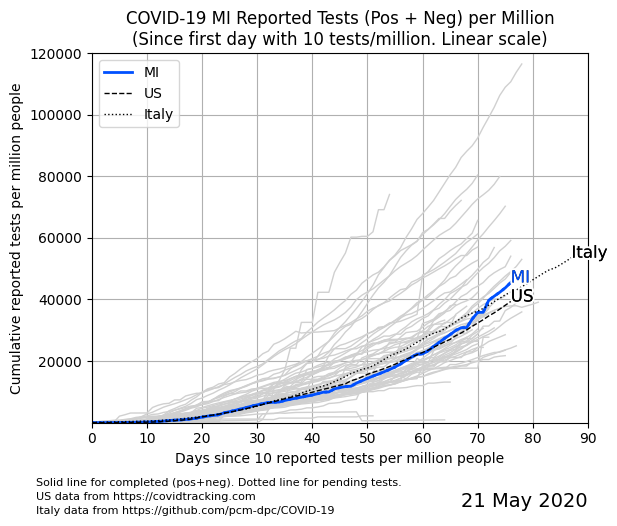 COVID-19 MI Reported Tests (Pos + Neg) per Million
(Since first day with 10 tests/million. Linear scale)
Cumulative reported tests per million people
120000
100000
80000
60000
40000
20000
MI
US
Italy
Italy
MI
US
0 10 20 30 40 50 60 70 80 90
Days since 10 reported tests per million people
Solid line for completed (pos+neg). Dotted line for pending tests.
US data from https://covidtracking.com
Italy data from https://github.com/pcm-dpc/COVID-19
21 May 2020